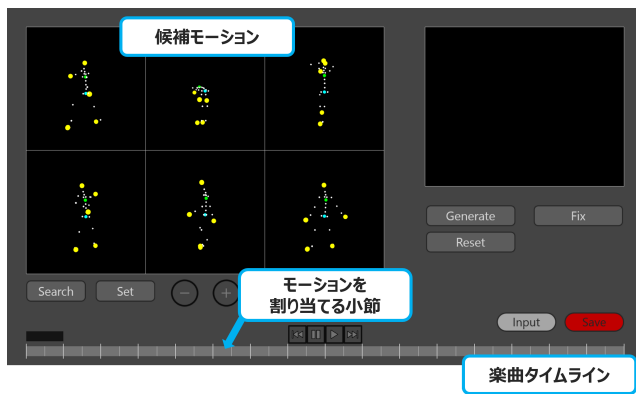 候補モーション
Generate
Fix
Reset
Search
Set
モーションを
割り当てる小節
Input
Save
楽曲タイムライン